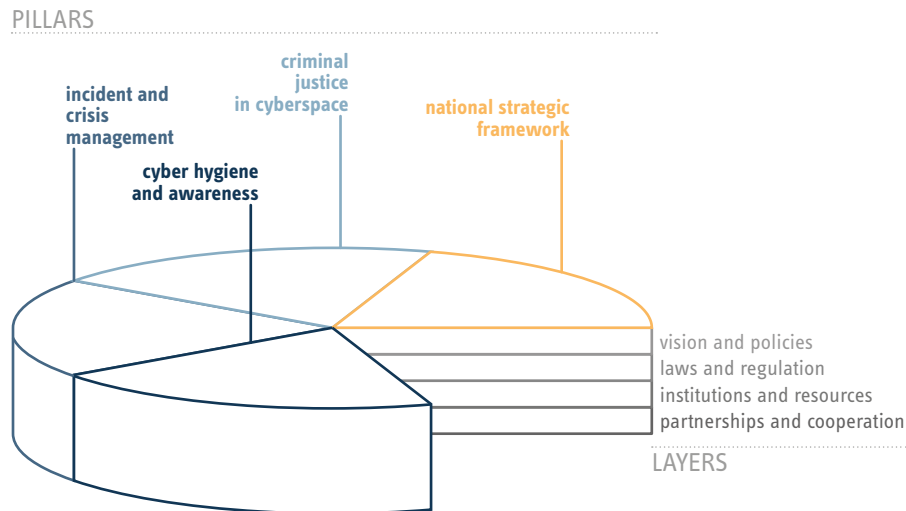 PILLARS
criminal
justice
in cyberspace
incident and
crisis
management
national strategic
framework
cyber hygiene
and awareness
vision and policies
laws and regulation
institutions and resources
partnerships and cooperation
LAYERS